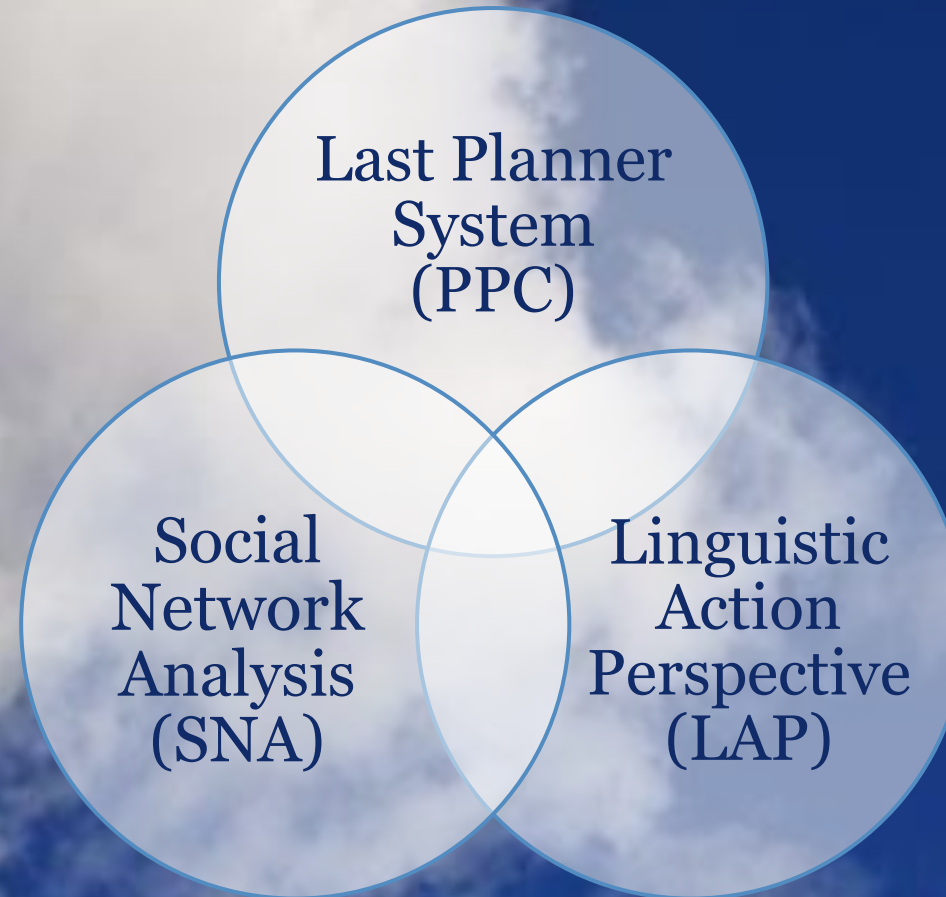 Last Planner
System
(PPC)
Social
Network
Analysis
(SNA)
Linguistic
Action
Perspective
(LAP)